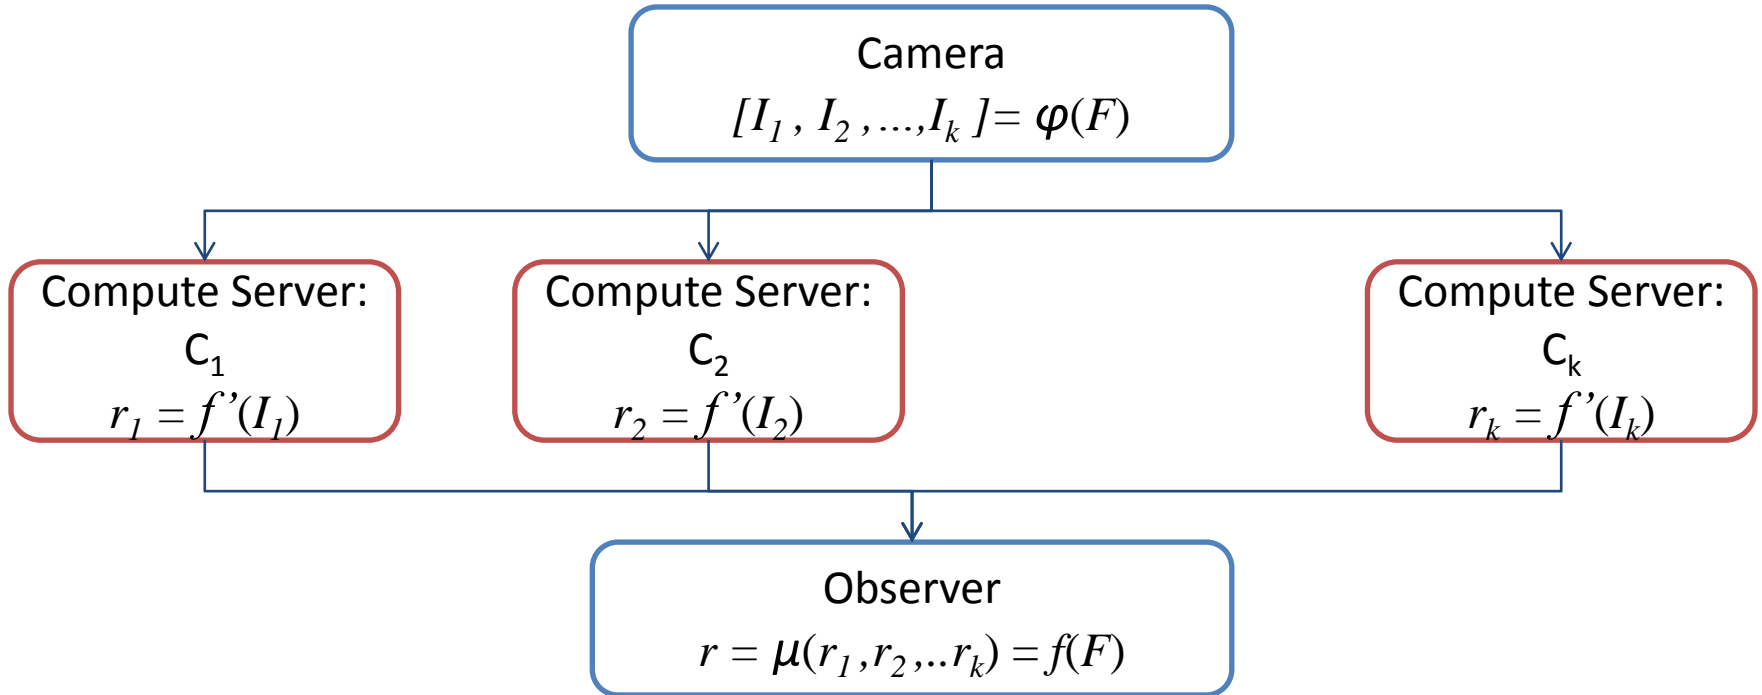 Camera
[I₁ , I₂ ,...,Iₖ ]= φ(F)
Compute Server:
C₁
r₁ = f ’(I₁)
Compute Server:
C₂
r₂ = f ’(I₂)
Compute Server:
Cₖ
rₖ = f ’(Iₖ)
Observer
r = μ(r₁,r₂,..rₖ) = f(F)